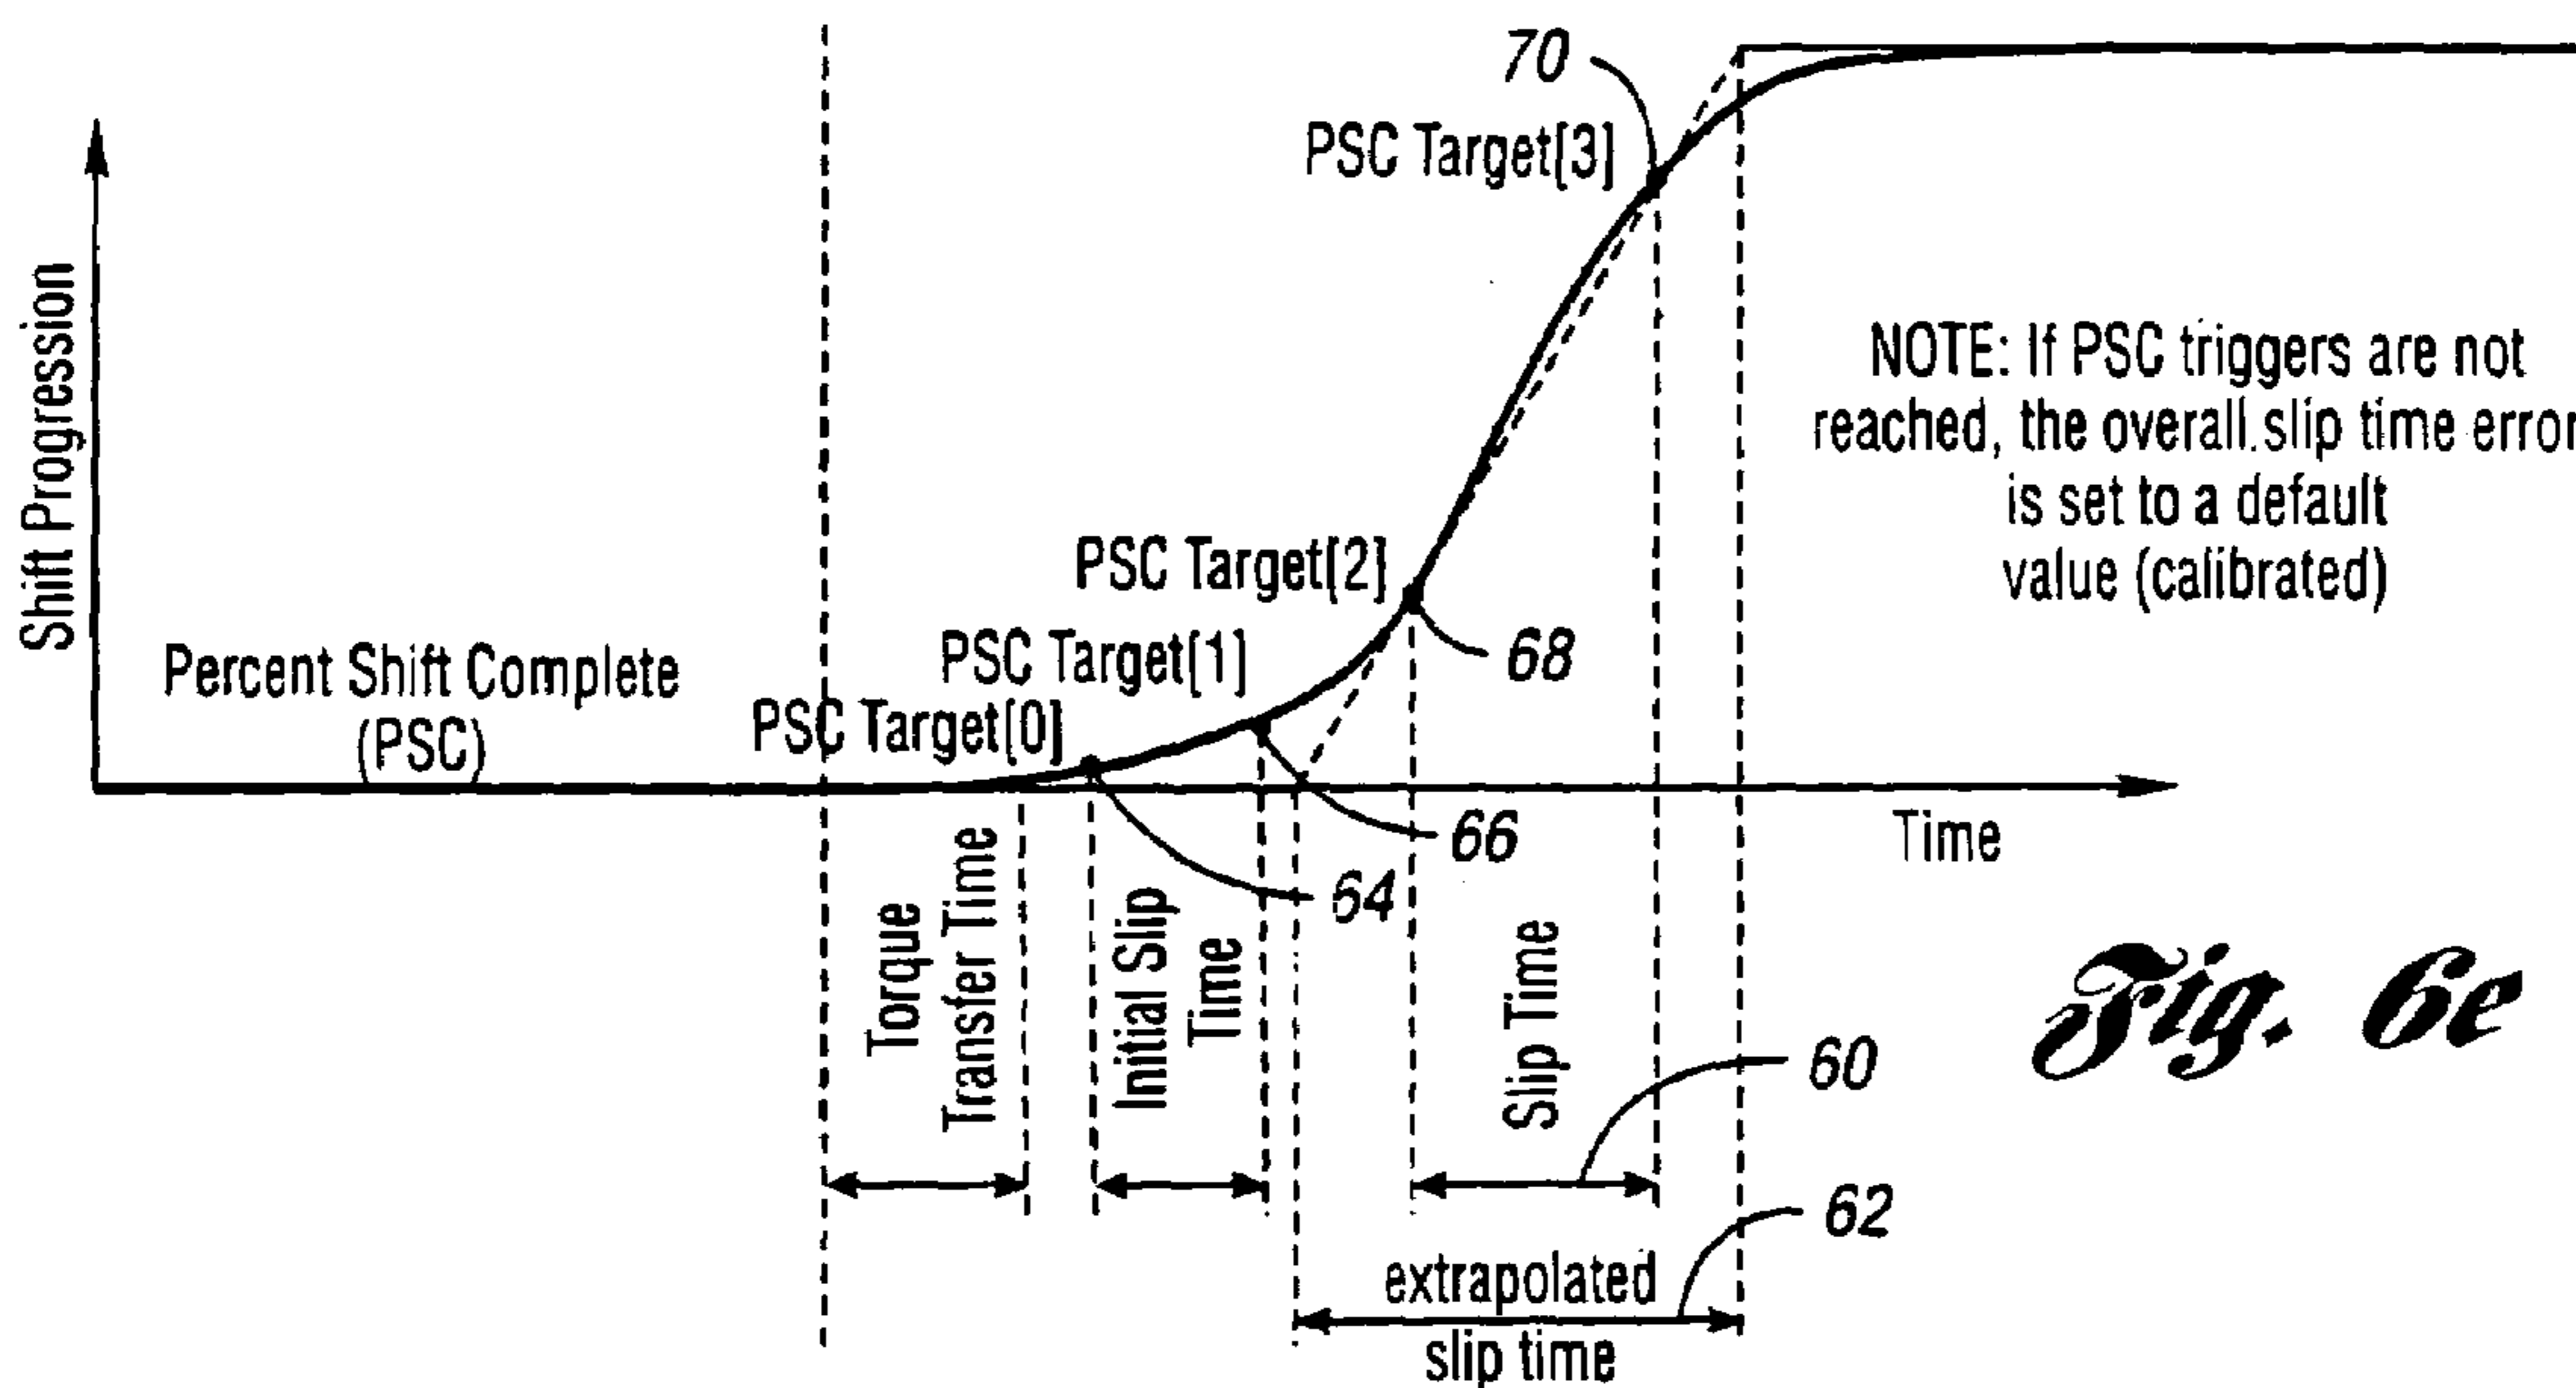 70
PSC Target[3]
Shift Progression
NOTE: If PSC triggers are not
reached, the overall slip time error
is set to a default
value (calibrated)
PSC Target[2]
68
PSC Target[1]
Percent Shift Complete
(PSC)
PSC Target[0]
66
Time
64
Torque
Transfer Time
Initial Slip
Time
Slip Time
60
62
extrapolated
slip time
Fig. 6e